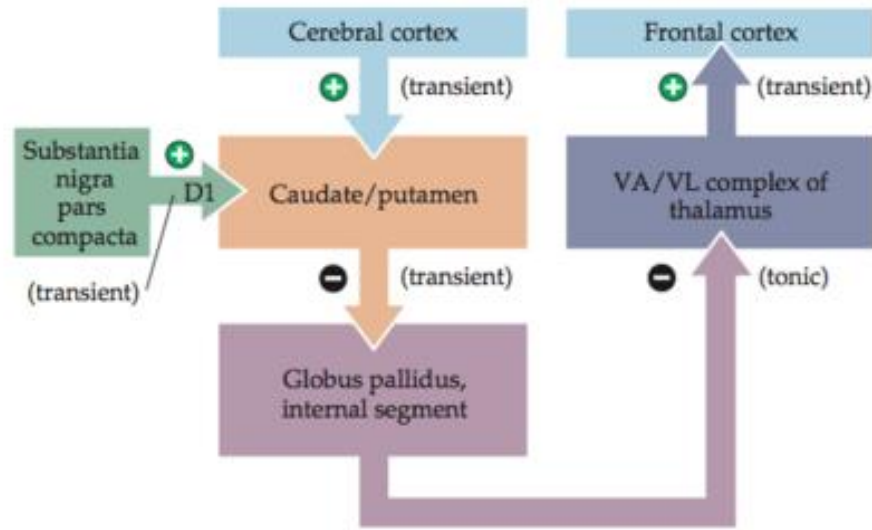 Cerebral cortex
Frontal cortex
+
(transient)
+
(transient)
Substantia
nigra
pars
compacta
+
D1
(transient)
Caudate/putamen
VA/VL complex of
thalamus
−
(transient)
−
(tonic)
Globus pallidus,
internal segment